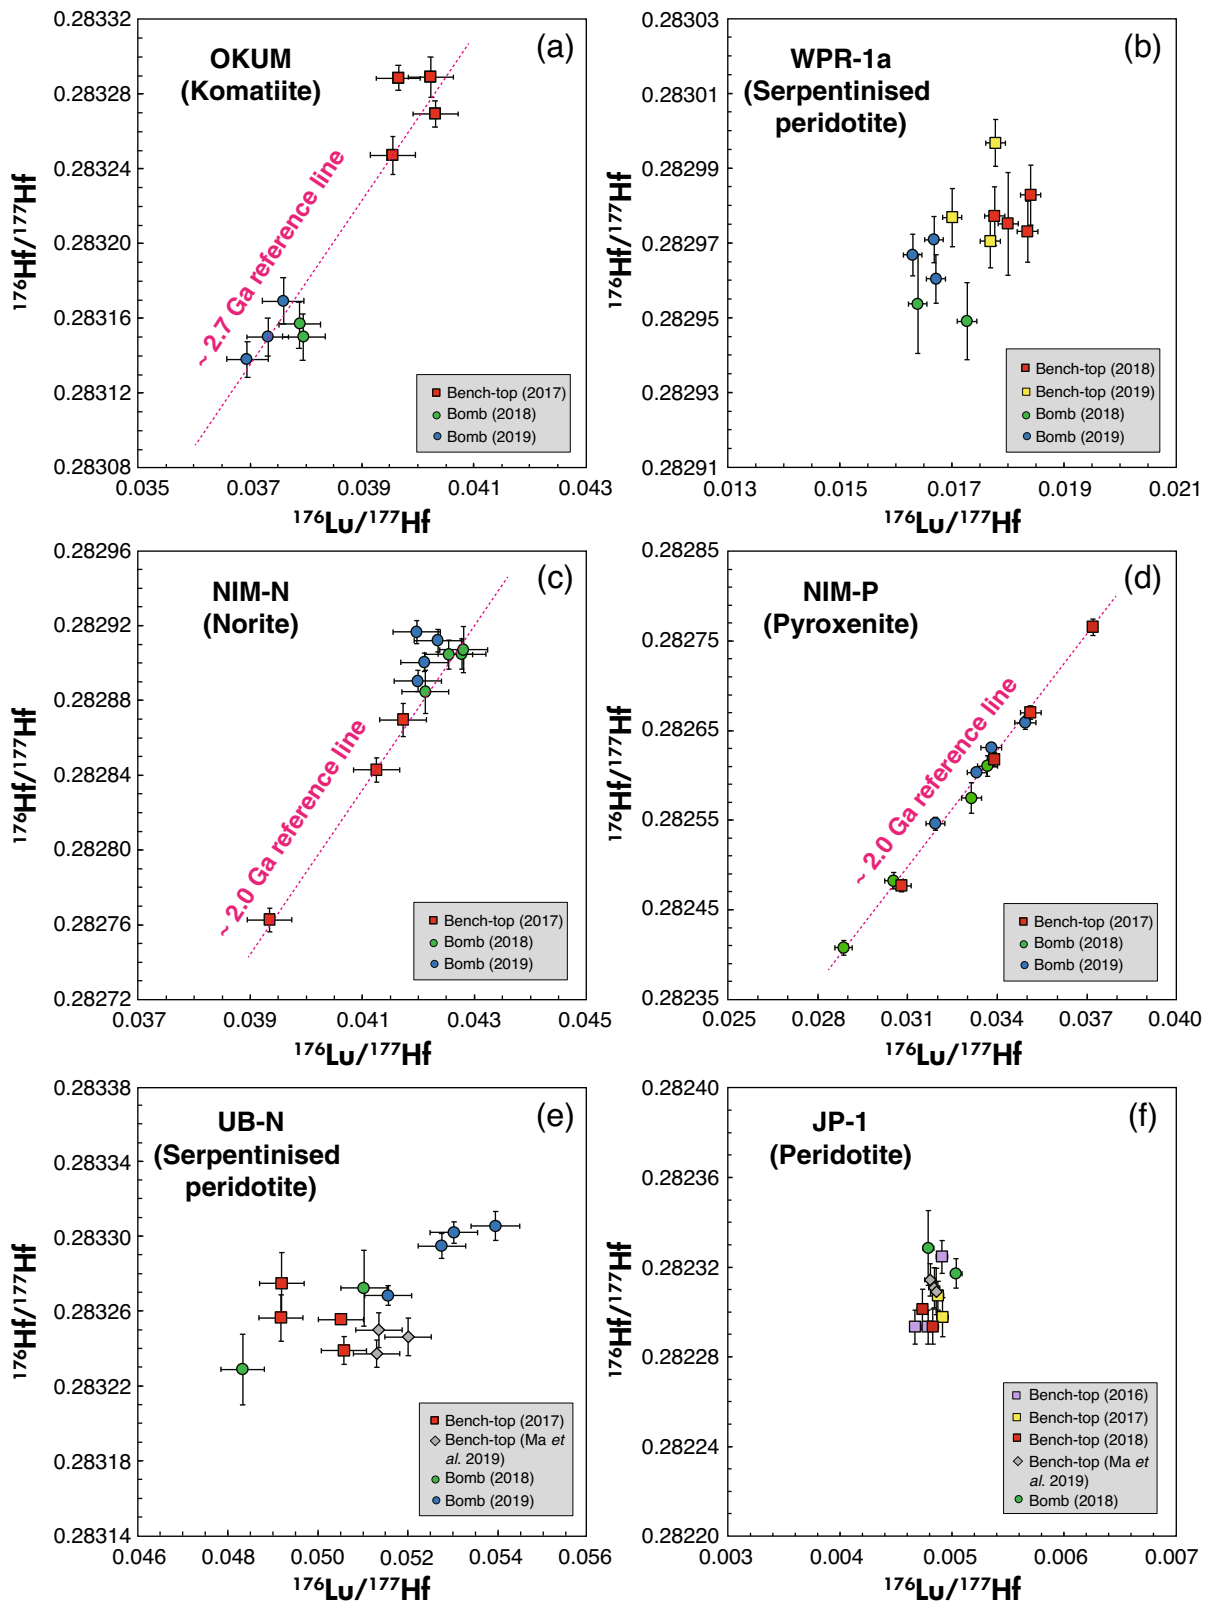 (a)
OKUM
(Komatiite)
~ 2.7 Ga reference line
Bench-top (2017)
Bomb (2018)
Bomb (2019)
0.28332
0.28328
0.28324
0.28320
0.28316
0.28312
0.28308
¹⁷⁶Hf/¹⁷⁷Hf
0.035 0.037 0.039 0.041 0.043
¹⁷⁶Lu/¹⁷⁷Hf
(b)
WPR-1a
(Serpentinised
peridotite)
Bench-top (2018)
Bench-top (2019)
Bomb (2018)
Bomb (2019)
0.28303
0.28301
0.28299
0.28297
0.28295
0.28293
0.28291
¹⁷⁶Hf/¹⁷⁷Hf
0.013 0.015 0.017 0.019 0.021
¹⁷⁶Lu/¹⁷⁷Hf
(c)
NIM-N
(Norite)
~ 2.0 Ga reference line
Bench-top (2017)
Bomb (2018)
Bomb (2019)
0.28296
0.28292
0.28288
0.28284
0.28280
0.28276
0.28272
¹⁷⁶Hf/¹⁷⁷Hf
0.037 0.039 0.041 0.043 0.045
¹⁷⁶Lu/¹⁷⁷Hf
(d)
NIM-P
(Pyroxenite)
~ 2.0 Ga reference line
Bench-top (2017)
Bomb (2018)
Bomb (2019)
0.28285
0.28275
0.28265
0.28255
0.28245
0.28235
¹⁷⁶Hf/¹⁷⁷Hf
0.025 0.028 0.031 0.034 0.037 0.040
¹⁷⁶Lu/¹⁷⁷Hf
(e)
UB-N
(Serpentinised
peridotite)
Bench-top (2017)
Bench-top (Ma et
al. 2019)
Bomb (2018)
Bomb (2019)
0.28338
0.28334
0.28330
0.28326
0.28322
0.28318
0.28314
¹⁷⁶Hf/¹⁷⁷Hf
0.046 0.048 0.050 0.052 0.054 0.056
¹⁷⁶Lu/¹⁷⁷Hf
(f)
JP-1
(Peridotite)
Bench-top (2016)
Bench-top (2017)
Bench-top (2018)
Bench-top (Ma et
al. 2019)
Bomb (2018)
0.28240
0.28236
0.28232
0.28228
0.28224
0.28220
¹⁷⁶Hf/¹⁷⁷Hf
0.003 0.004 0.005 0.006 0.007
¹⁷⁶Lu/¹⁷⁷Hf